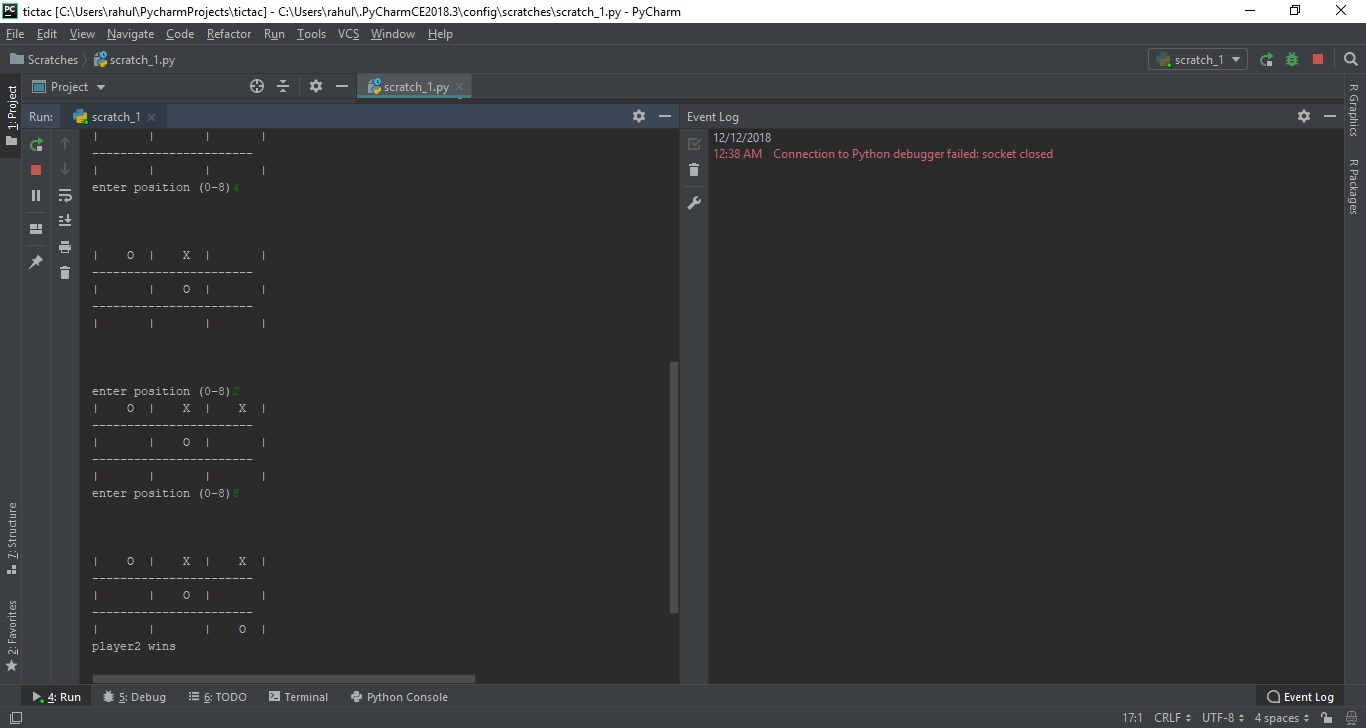 tictac [C:\Users\rahul\PycharmProjects\tictac] - C:\Users\rahul\.PyCharmCE2018.3\config\scratches\scratch_1.py - PyCharm
File Edit View Navigate Code Refactor Run Tools VCS Window Help
Scratches scratch_1.py scratch_1
Project scratch_1.py
Run: scratch_1 Event Log
1: Project
7: Structure
2: Favorites
R Graphics
R Packages
| | | |
-----------------------
| | | |
enter position (0-8)4
| O | X | |
-----------------------
| | O | |
-----------------------
| | | |
enter position (0-8)2
| O | X | X |
-----------------------
| | O | |
-----------------------
| | | |
enter position (0-8)8
| O | X | X |
-----------------------
| | O | |
-----------------------
| | | O |
player2 wins
12/12/2018
12:38 AM Connection to Python debugger failed: socket closed
4: Run 5: Debug 6: TODO Terminal Python Console Event Log
17:1 CRLF UTF-8 4 spaces